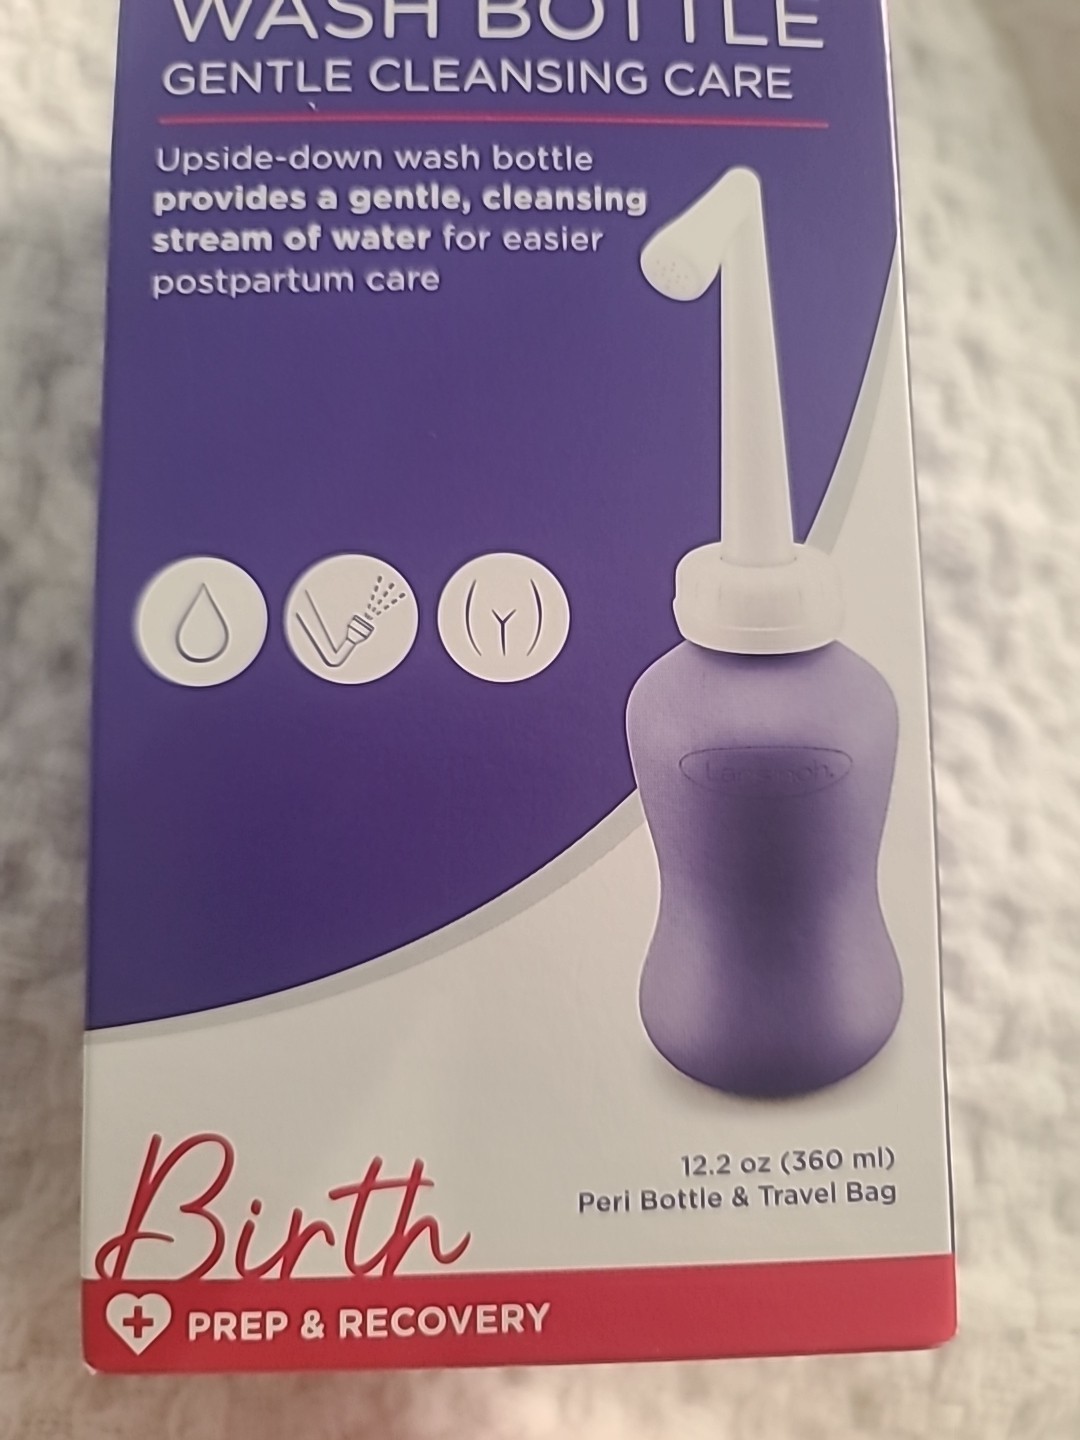 WASH BOTTLE
GENTLE CLEANSING CARE
Upside-down wash bottle
provides a gentle, cleansing
stream of water for easier
postpartum care
Lansinoh.
12.2 oz (360 ml)
Peri Bottle & Travel Bag
Birth
PREP & RECOVERY